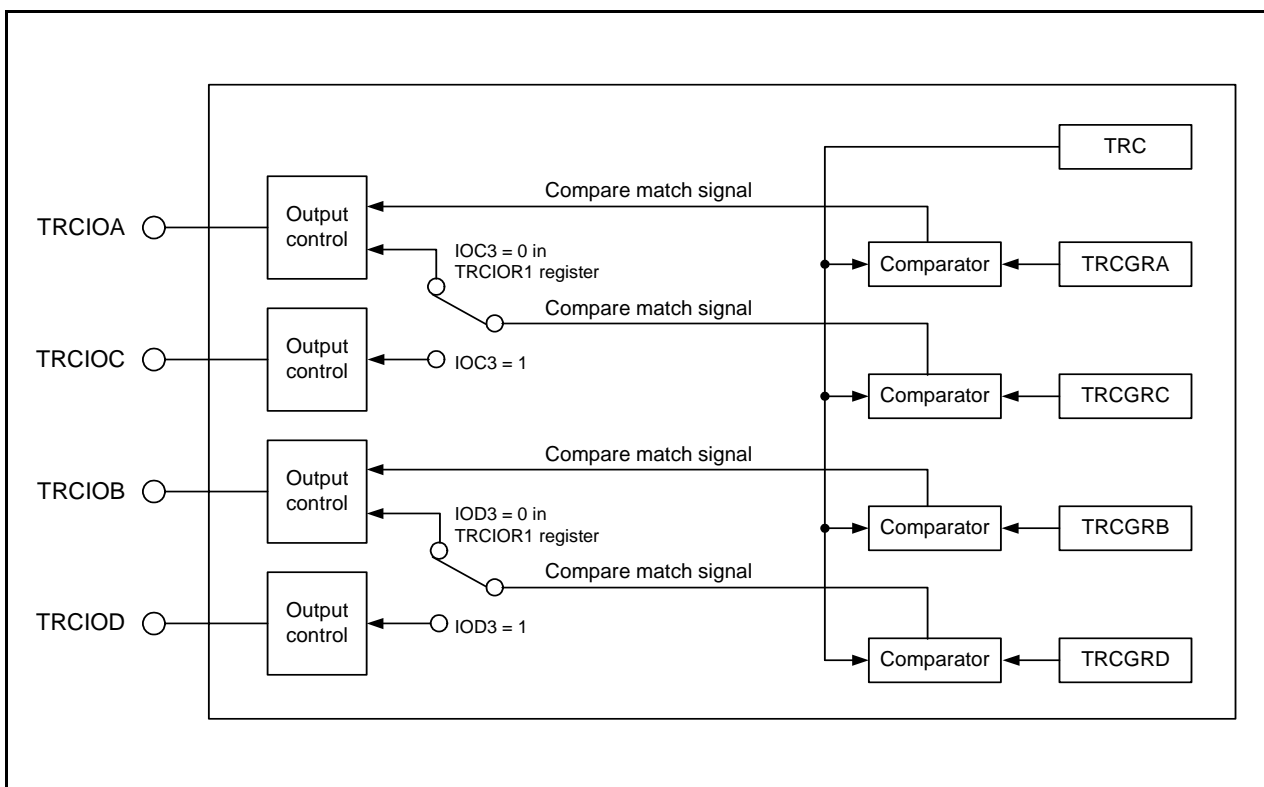 TRC
Compare match signal
TRCIOA
Output
control
IOC3 = 0 in
TRCIOR1 register
Comparator
TRCGRA
Compare match signal
TRCIOC
Output
control
IOC3 = 1
Comparator
TRCGRC
Compare match signal
TRCIOB
Output
control
IOD3 = 0 in
TRCIOR1 register
Comparator
TRCGRB
Compare match signal
TRCIOD
Output
control
IOD3 = 1
Comparator
TRCGRD